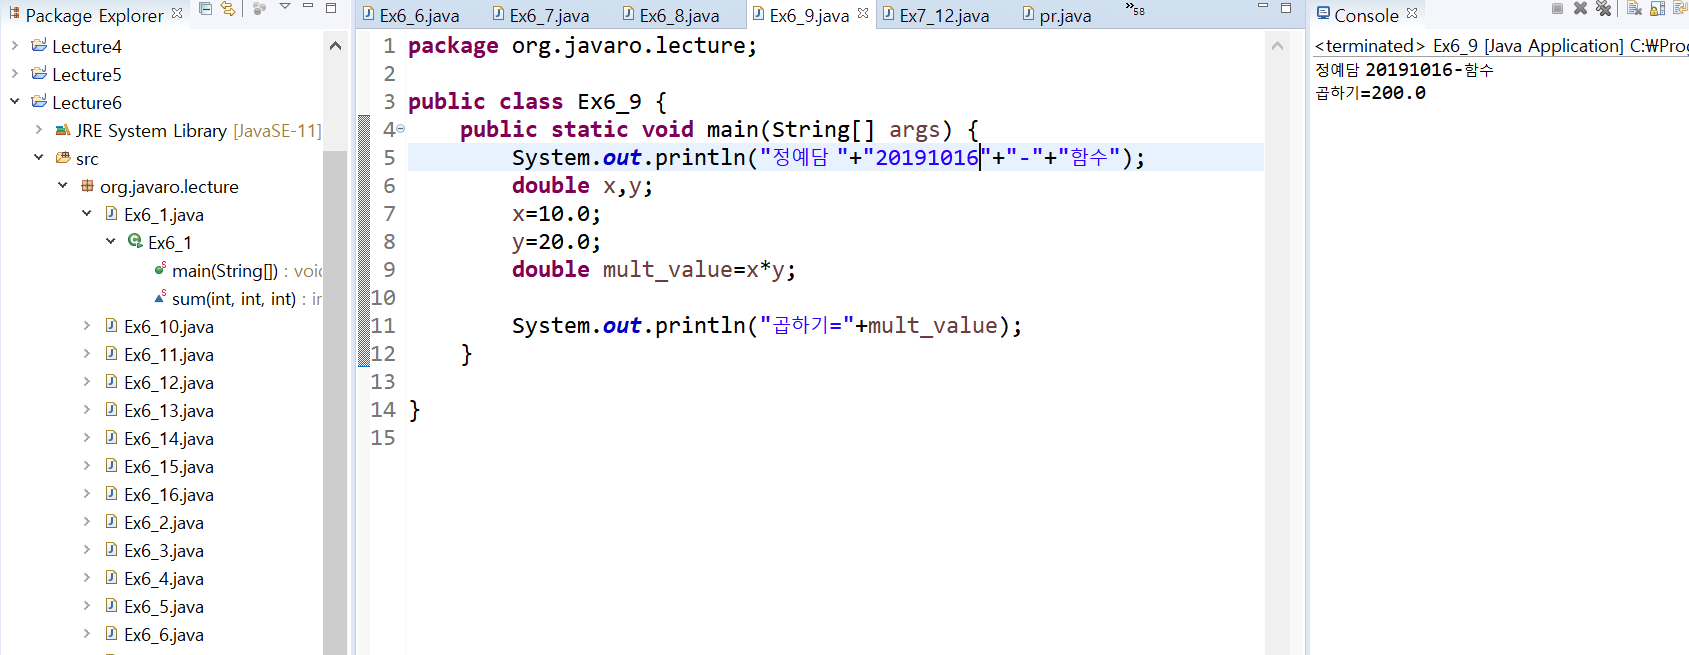 Package Explorer
Lecture4
Lecture5
Lecture6
JRE System Library [JavaSE-11]
src
org.javaro.lecture
Ex6_1.java
Ex6_1
main(String[]) : void
sum(int, int, int) : in
Ex6_10.java
Ex6_11.java
Ex6_12.java
Ex6_13.java
Ex6_14.java
Ex6_15.java
Ex6_16.java
Ex6_2.java
Ex6_3.java
Ex6_4.java
Ex6_5.java
Ex6_6.java
Ex6_6.java Ex6_7.java Ex6_8.java Ex6_9.java Ex7_12.java pr.java »58
1 package org.javaro.lecture;
2
3 public class Ex6_9 {
4 public static void main(String[] args) {
5 System.out.println("정예담 "+"20191016"+"-"+"함수");
6 double x,y;
7 x=10.0;
8 y=20.0;
9 double mult_value=x*y;
10
11 System.out.println("곱하기="+mult_value);
12 }
13
14 }
15
Console
<terminated> Ex6_9 [Java Application] C:₩Prog
정예담 20191016-함수
곱하기=200.0